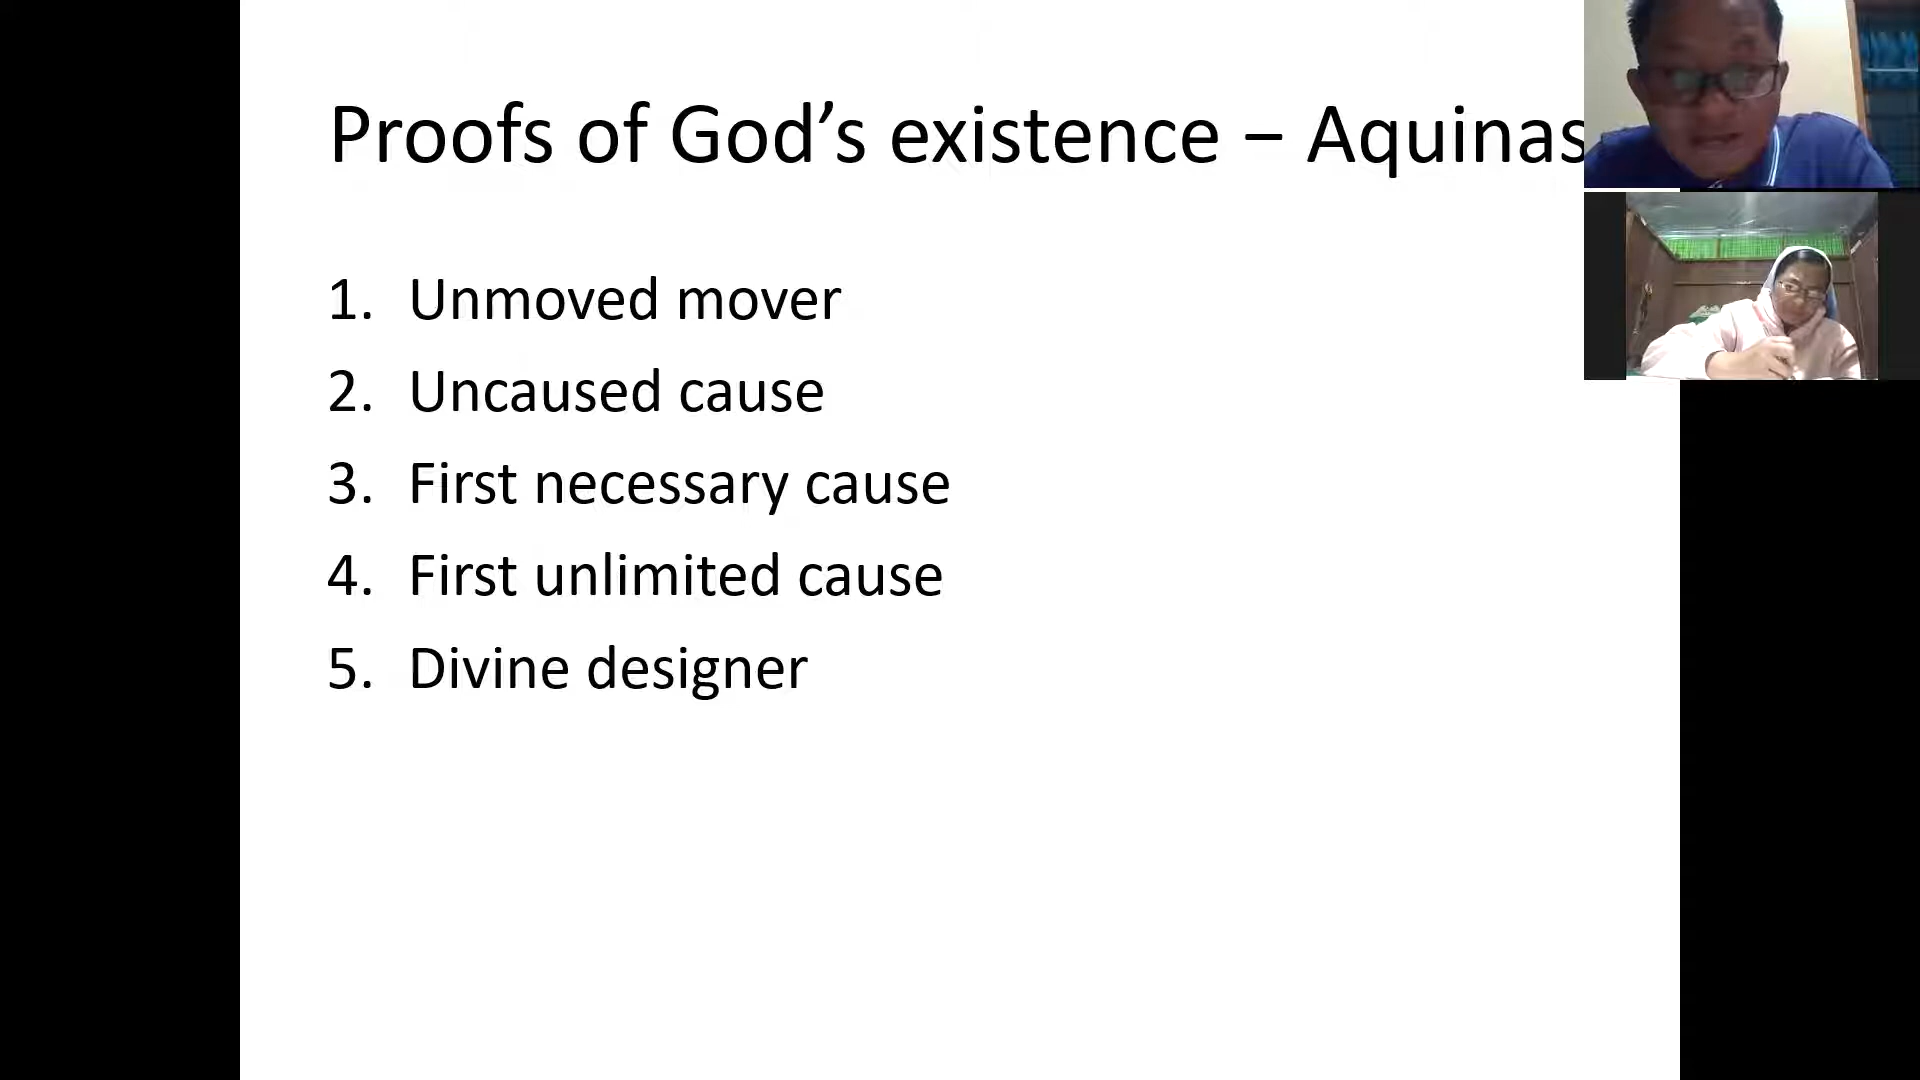 Proofs of God’s existence – Aquinas
1. Unmoved mover
2. Uncaused cause
3. First necessary cause
4. First unlimited cause
5. Divine designer